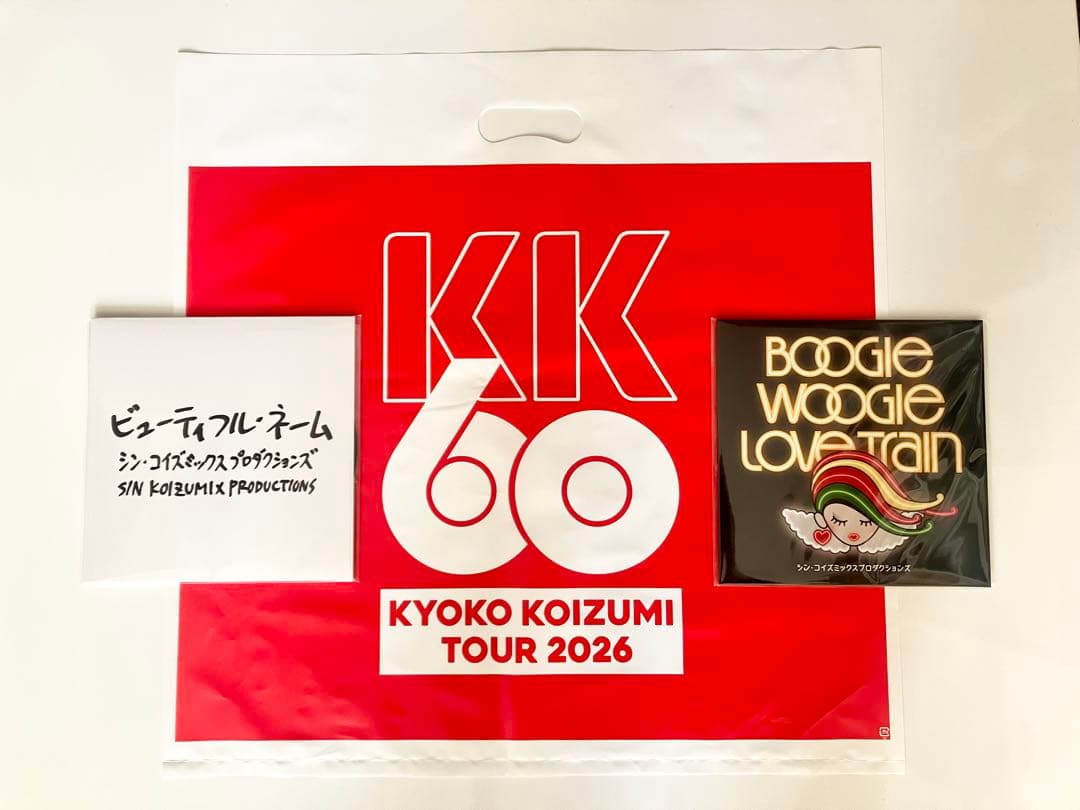 KK
60
KYOKO KOIZUMI
TOUR 2026
ビューティフル・ネーム
シン・コイズミックスプロダクションズ
SIN KOIZUMIX PRODUCTIONS
BOOGIE
WOOGIE
LOVE TRAIN
シン・コイズミックスプロダクションズ